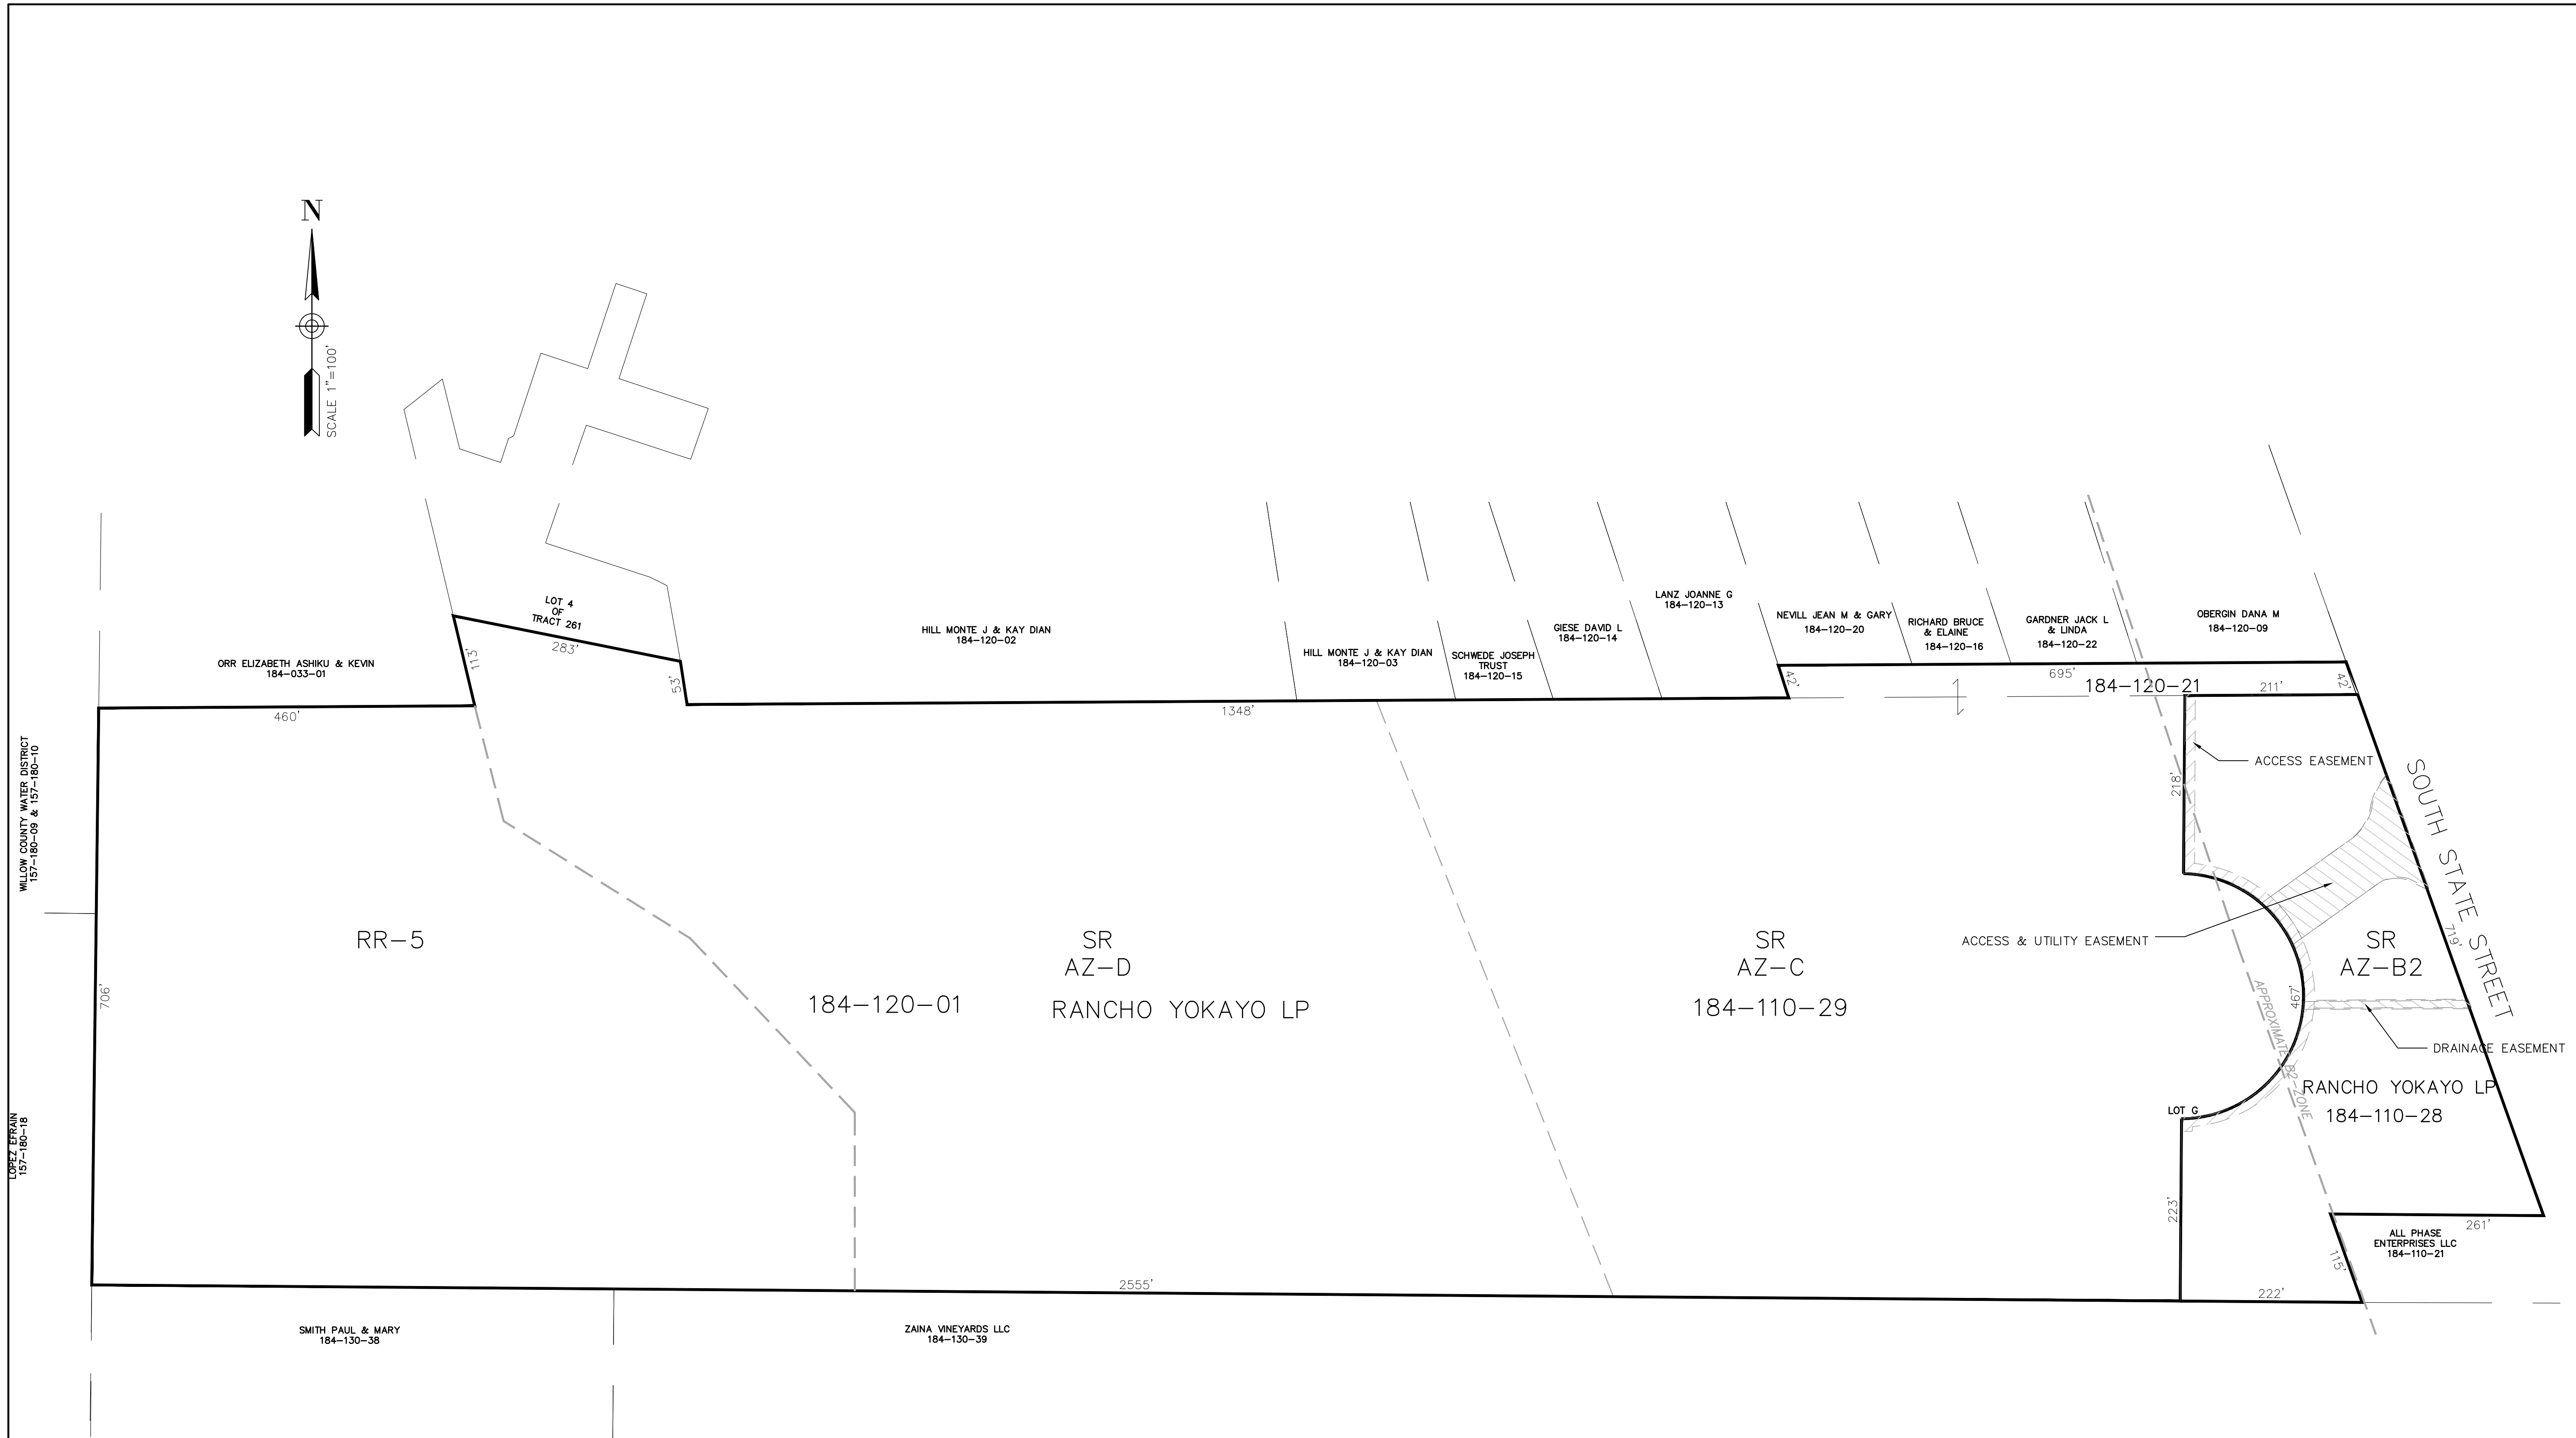 N
SCALE 1"=100'
LOT 4
OF
TRACT 261
283'
113'
53'
ORR ELIZABETH ASHIKU & KEVIN
184-033-01
460'
HILL MONTE J & KAY DIAN
184-120-02
1348'
HILL MONTE J & KAY DIAN
184-120-03
SCHWEDE JOSEPH
TRUST
184-120-15
GIESE DAVID L
184-120-14
LANZ JOANNE G
184-120-13
NEVILL JEAN M & GARY
184-120-20
RICHARD BRUCE
& ELAINE
184-120-16
GARDNER JACK L
& LINDA
184-120-22
OBERGIN DANA M
184-120-09
42'
695'
184-120-21
211'
42'
WILLOW COUNTY WATER DISTRICT
157-180-09 & 157-180-10
706'
LOPEZ EFRAIN
157-180-18
RR-5
SR
AZ-D
184-120-01
RANCHO YOKAYO LP
SR
AZ-C
184-110-29
218'
ACCESS EASEMENT
SOUTH STATE STREET
719'
ACCESS & UTILITY EASEMENT
SR
AZ-B2
467'
APPROXIMATE B2-ZONE
DRAINAGE EASEMENT
RANCHO YOKAYO LP
184-110-28
LOT G
223'
261'
ALL PHASE
ENTERPRISES LLC
184-110-21
115'
222'
2555'
SMITH PAUL & MARY
184-130-38
ZAINA VINEYARDS LLC
184-130-39